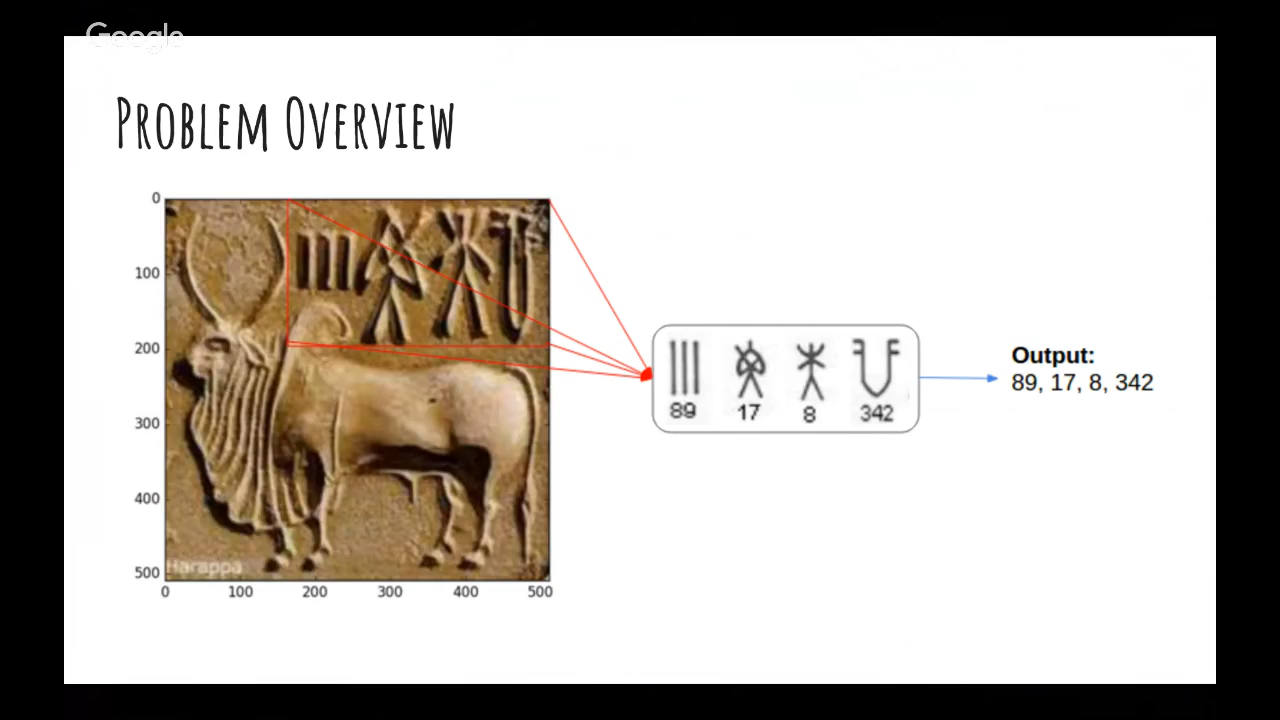 Google
Problem Overview
0
100
200
300
400
500
0 100 200 300 400 500
Harappa
89 17 8 342
Output:
89, 17, 8, 342